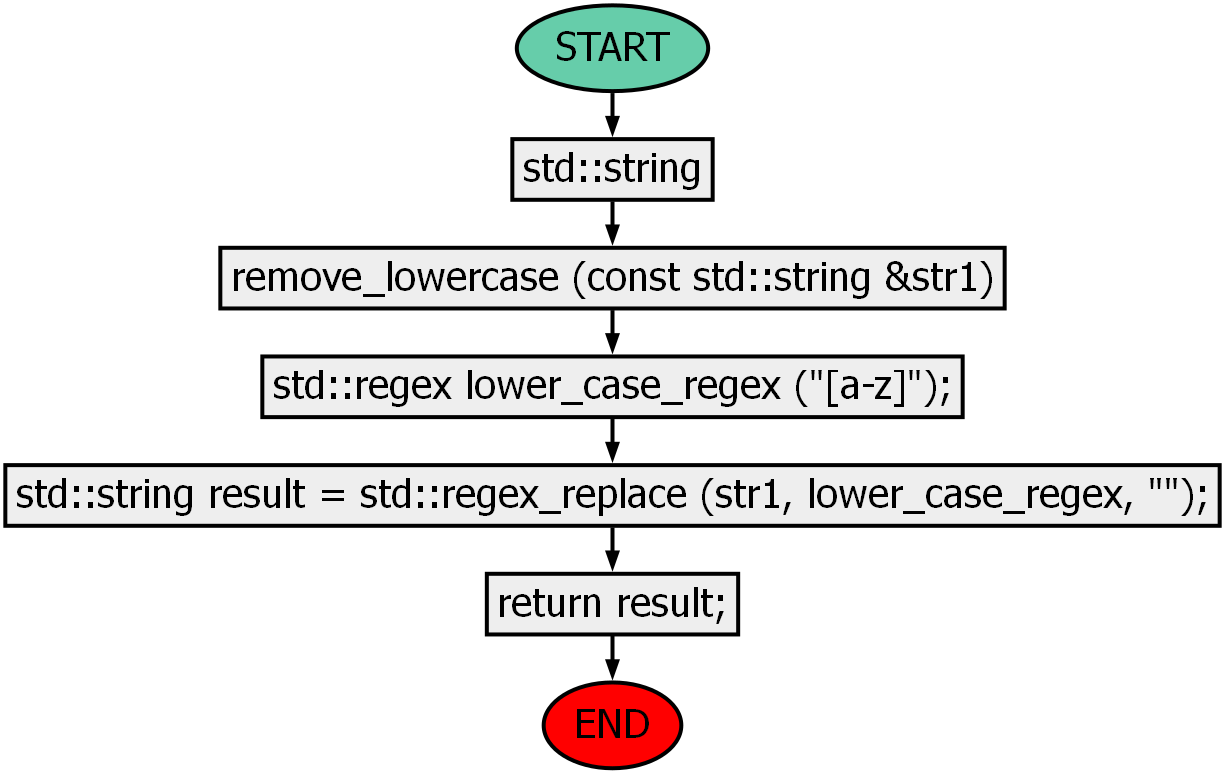 START
std::string
remove_lowercase (const std::string &str1)
std::regex lower_case_regex ("[a-z]");
std::string result = std::regex_replace (str1, lower_case_regex, "");
return result;
END